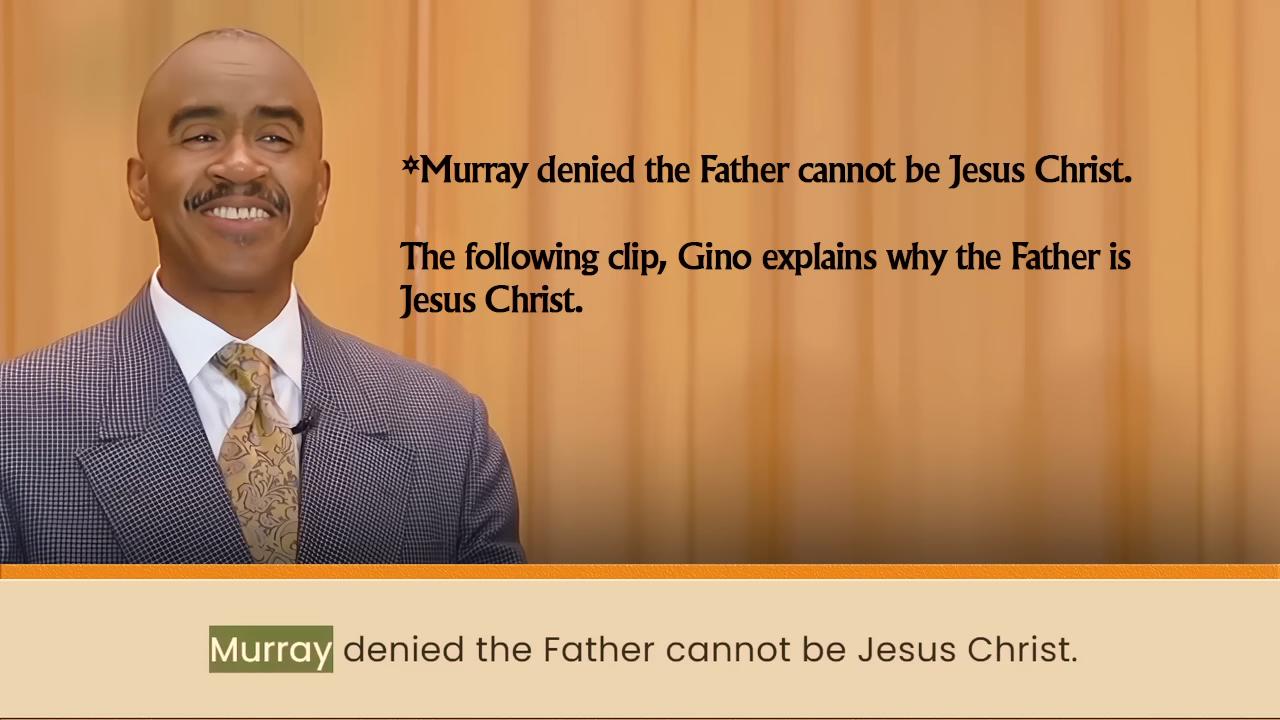 *Murray denied the Father cannot be Jesus Christ.
The following clip, Gino explains why the Father is
Jesus Christ.
Murray denied the Father cannot be Jesus Christ.